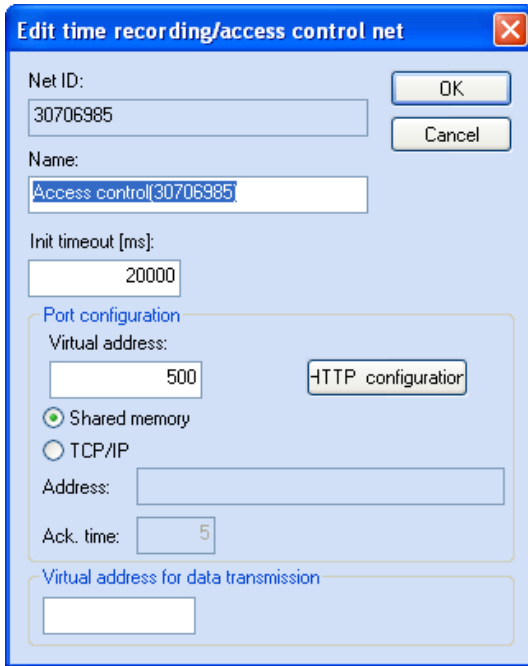 Edit time recording/access control net
Net ID:
OK
30706985
Cancel
Name:
Access control(30706985)
Init timeout [ms]:
20000
Port configuration
Virtual address:
500
HTTP configuration
Shared memory
TCP/IP
Address:
Ack. time:
5
Virtual address for data transmission